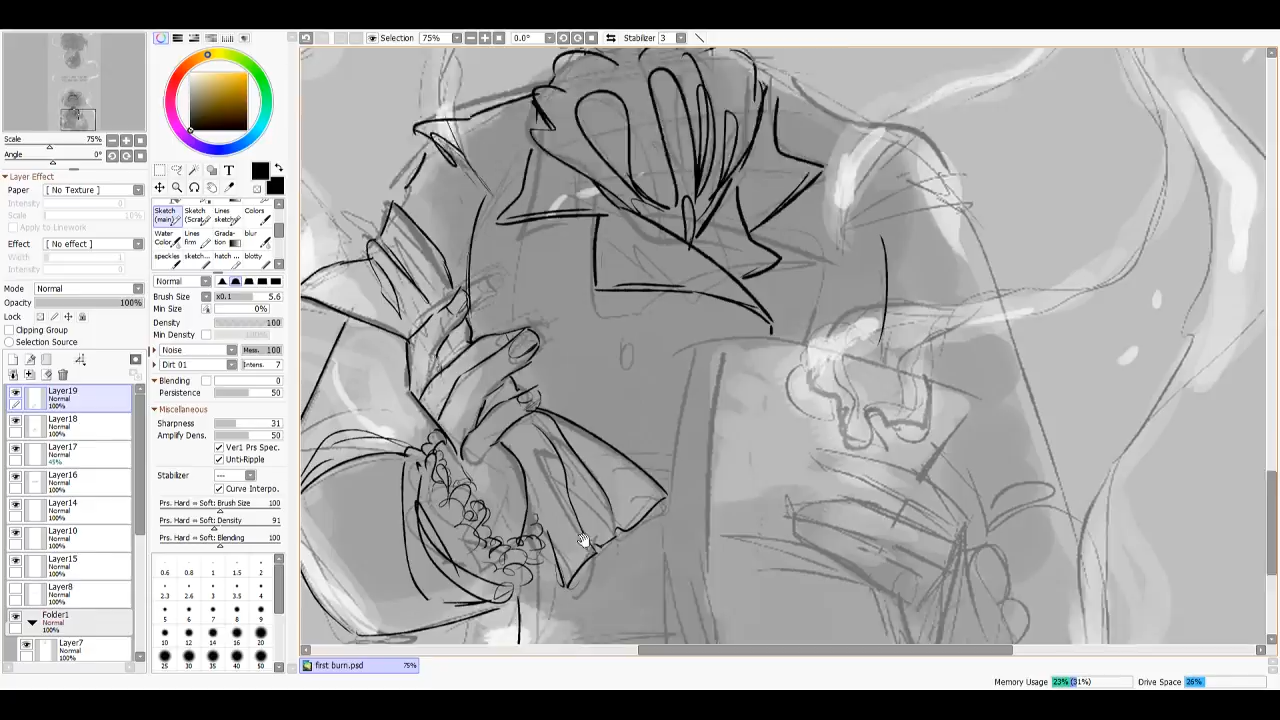 Selection
75%
0.0°
Stabilizer 3
Scale
75%
Angle
0°
Layer Effect
Paper
[ No Texture ]
Intensity
0
Scale
10%
Apply to Linework
Effect
[ No effect ]
Width
1
Intensity
Mode
Normal
Opacity
100%
Lock
Clipping Group
Selection Source
Layer19
Normal
100%
Layer18
Normal
100%
Layer17
Normal
45%
Layer16
Normal
100%
Layer14
Normal
100%
Layer10
Normal
100%
Layer15
Normal
100%
Layer8
Normal
100%
Folder1
Normal
100%
Layer7
Normal
100%
T
Sketch (main)
Sketch (Scrat
Lines sketch
Colors
Water Color
Lines firm
Grada- tion
blur
speckles
sketch...
hatch ...
blotty
Normal
Brush Size
x0.1
5.6
Min Size
0%
Density
100
Min Density
100%
Noise
Mess. 100
Dirt 01
Intens. 7
Blending
0
Persistence
50
Miscellaneous
Sharpness
31
Amplify Dens.
50
Ver1 Prs Spec.
Unti-Ripple
Stabilizer
---
Curve Interpo.
Prs. Hard ⇔ Soft: Brush Size
100
Prs. Hard ⇔ Soft: Density
91
Prs. Hard ⇔ Soft: Blending
100
0.6 0.8 1 1.5 2
2.3 2.6 3 3.5 4
5 6 7 8 9
10 12 14 16 20
25 30 35 40 50
first burn.psd
75%
Memory Usage
23% (31%)
Drive Space
26%